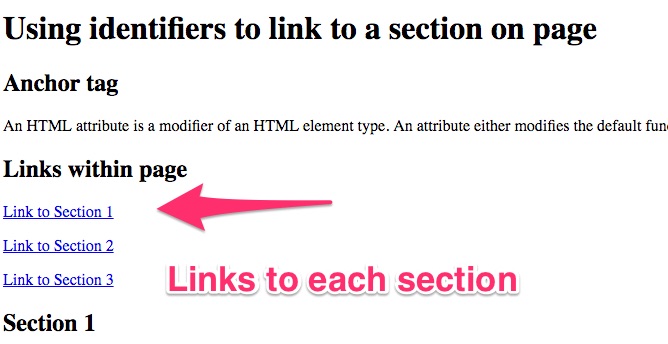 Using identifiers to link to a section on page
Anchor tag
An HTML attribute is a modifier of an HTML element type. An attribute either modifies the default
Links within page
Link to Section 1
Link to Section 2
Link to Section 3
Links to each section
Section 1